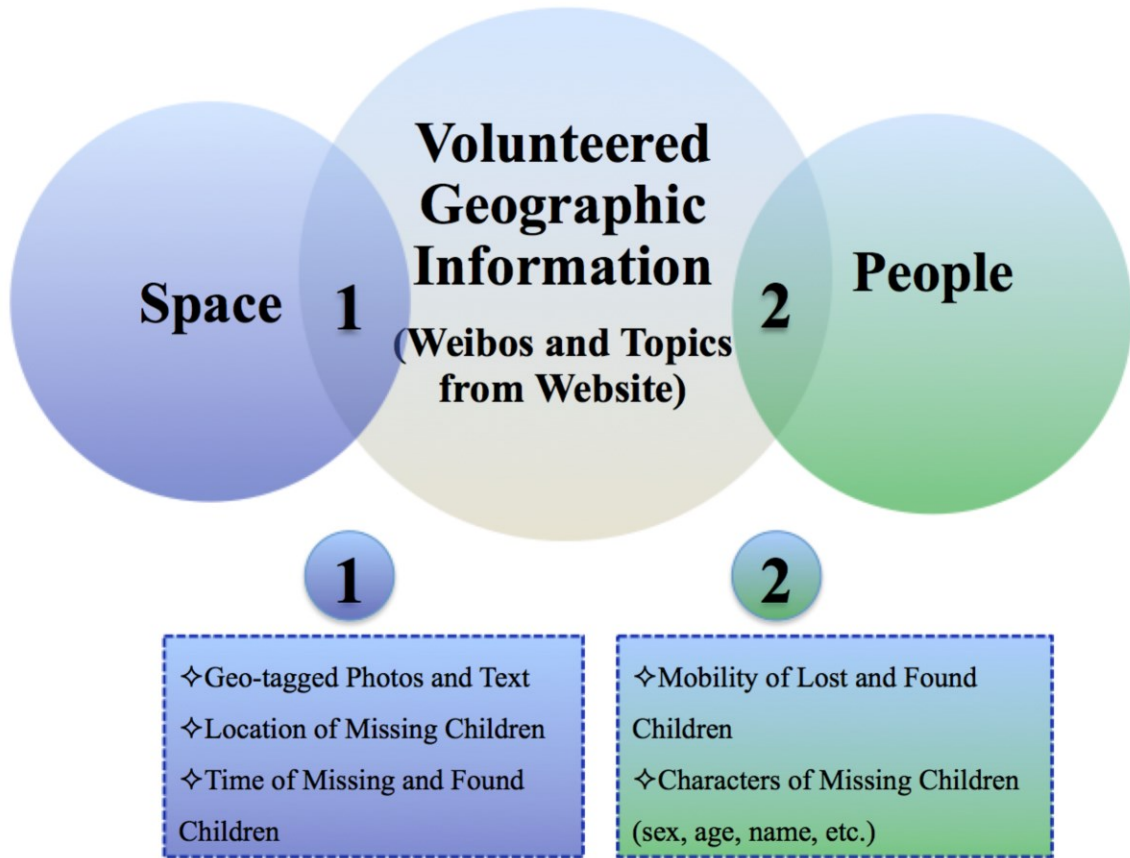 Volunteered
Geographic
Information
(Weibos and Topics
from Website)
Space
1
2
People
1
2
✧Geo-tagged Photos and Text
✧Location of Missing Children
✧Time of Missing and Found
Children
✧Mobility of Lost and Found
Children
✧Characters of Missing Children
(sex, age, name, etc.)